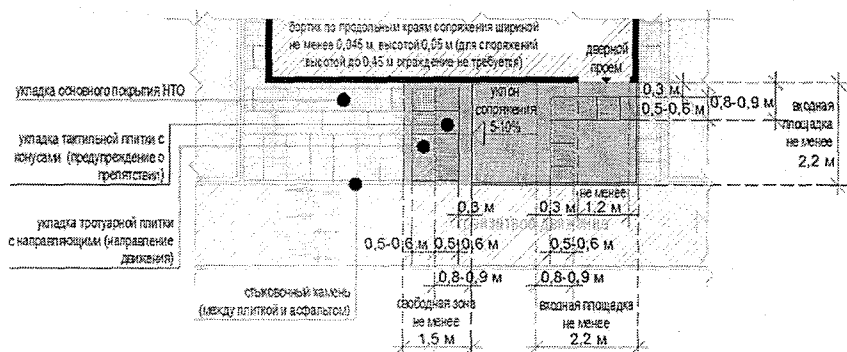 бортик по продольным краям сопряжения шириной
не менее 0,045 м, высотой 0,05 м (для сопряжений
высотой до 0,45 м ограждение не требуется)
дверной
проем
укладка основного покрытия НТО
уклон
сопряжения
5-10%
0,3 м
0,5-0,6 м
0,8-0,9 м
входная
площадка
не менее
2,2 м
укладка тактильной плитки с
конусами (предупреждение о
препятствии)
укладка тротуарной плитки
с направляющими (направление
движения)
не менее
0,3 м
0,3 м
1,2 м
движения
0,5-0,6 м
0,5-0,6 м
0,5-0,6 м
0,8-0,9 м
0,8-0,9 м
стыковочный камень
(между плиткой и асфальтом)
свободная зона
не менее
1,5 м
входная площадка
не менее
2,2 м